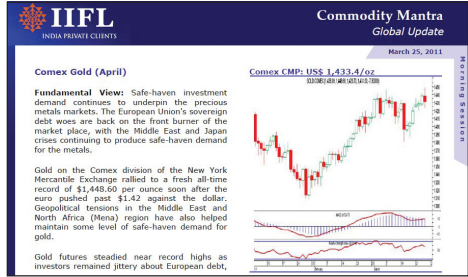 IIFL
INDIA PRIVATE CLIENTS
Commodity Mantra
Global Update
March 25, 2011
Morning Session
Comex Gold (April)
Fundamental View: Safe-haven investment
demand continues to underpin the precious
metals markets. The European Union's sovereign
debt woes are back on the front burner of the
market place, with the Middle East and Japan
crises continuing to produce safe-haven demand
for the metals.
Gold on the Comex division of the New York
Mercantile Exchange rallied to a fresh all-time
record of $1,448.60 per ounce soon after the
euro pushed past $1.42 against the dollar.
Geopolitical tension in the Middle East and
North Africa (Mena) region have also helped
maintain some level of safe-haven demand for
gold.
Gold futures steadied near record highs as
investors remained jittery about European debt,
Comex CMP: US$ 1,433.4/oz